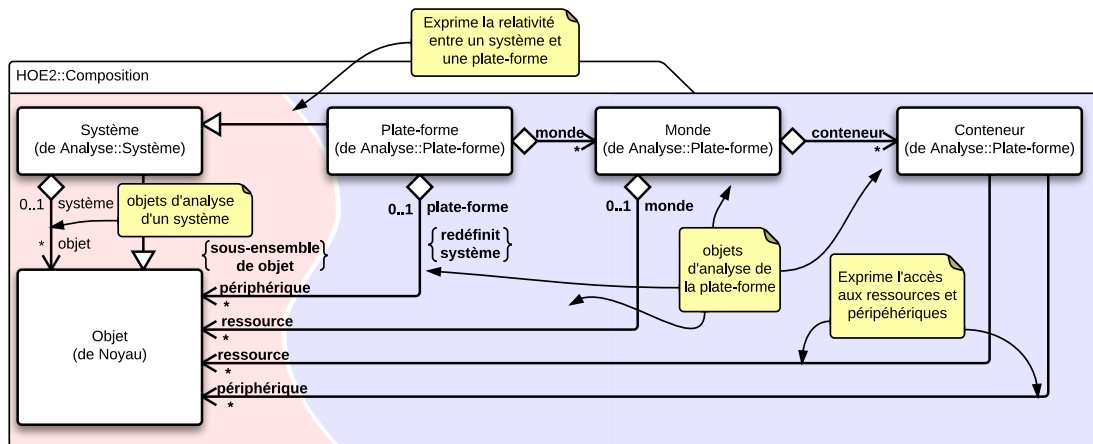 Exprime la relativité
entre un système et
une plate-forme
HOE2::Composition
Système
(de Analyse::Système)
Plate-forme
(de Analyse::Plate-forme)
monde
*
Monde
(de Analyse::Plate-forme)
conteneur
*
Conteneur
(de Analyse::Plate-forme)
0..1
système
objets d'analyse
d'un système
*
objet
0..1
plate-forme
{redéfinit
système}
0..1
monde
{sous-ensemble
de objet}
objets
d'analyse de
la plate-forme
Exprime l'accès
aux ressources et
péripéhériques
Objet
(de Noyau)
périphérique
*
ressource
*
ressource
*
périphérique
*